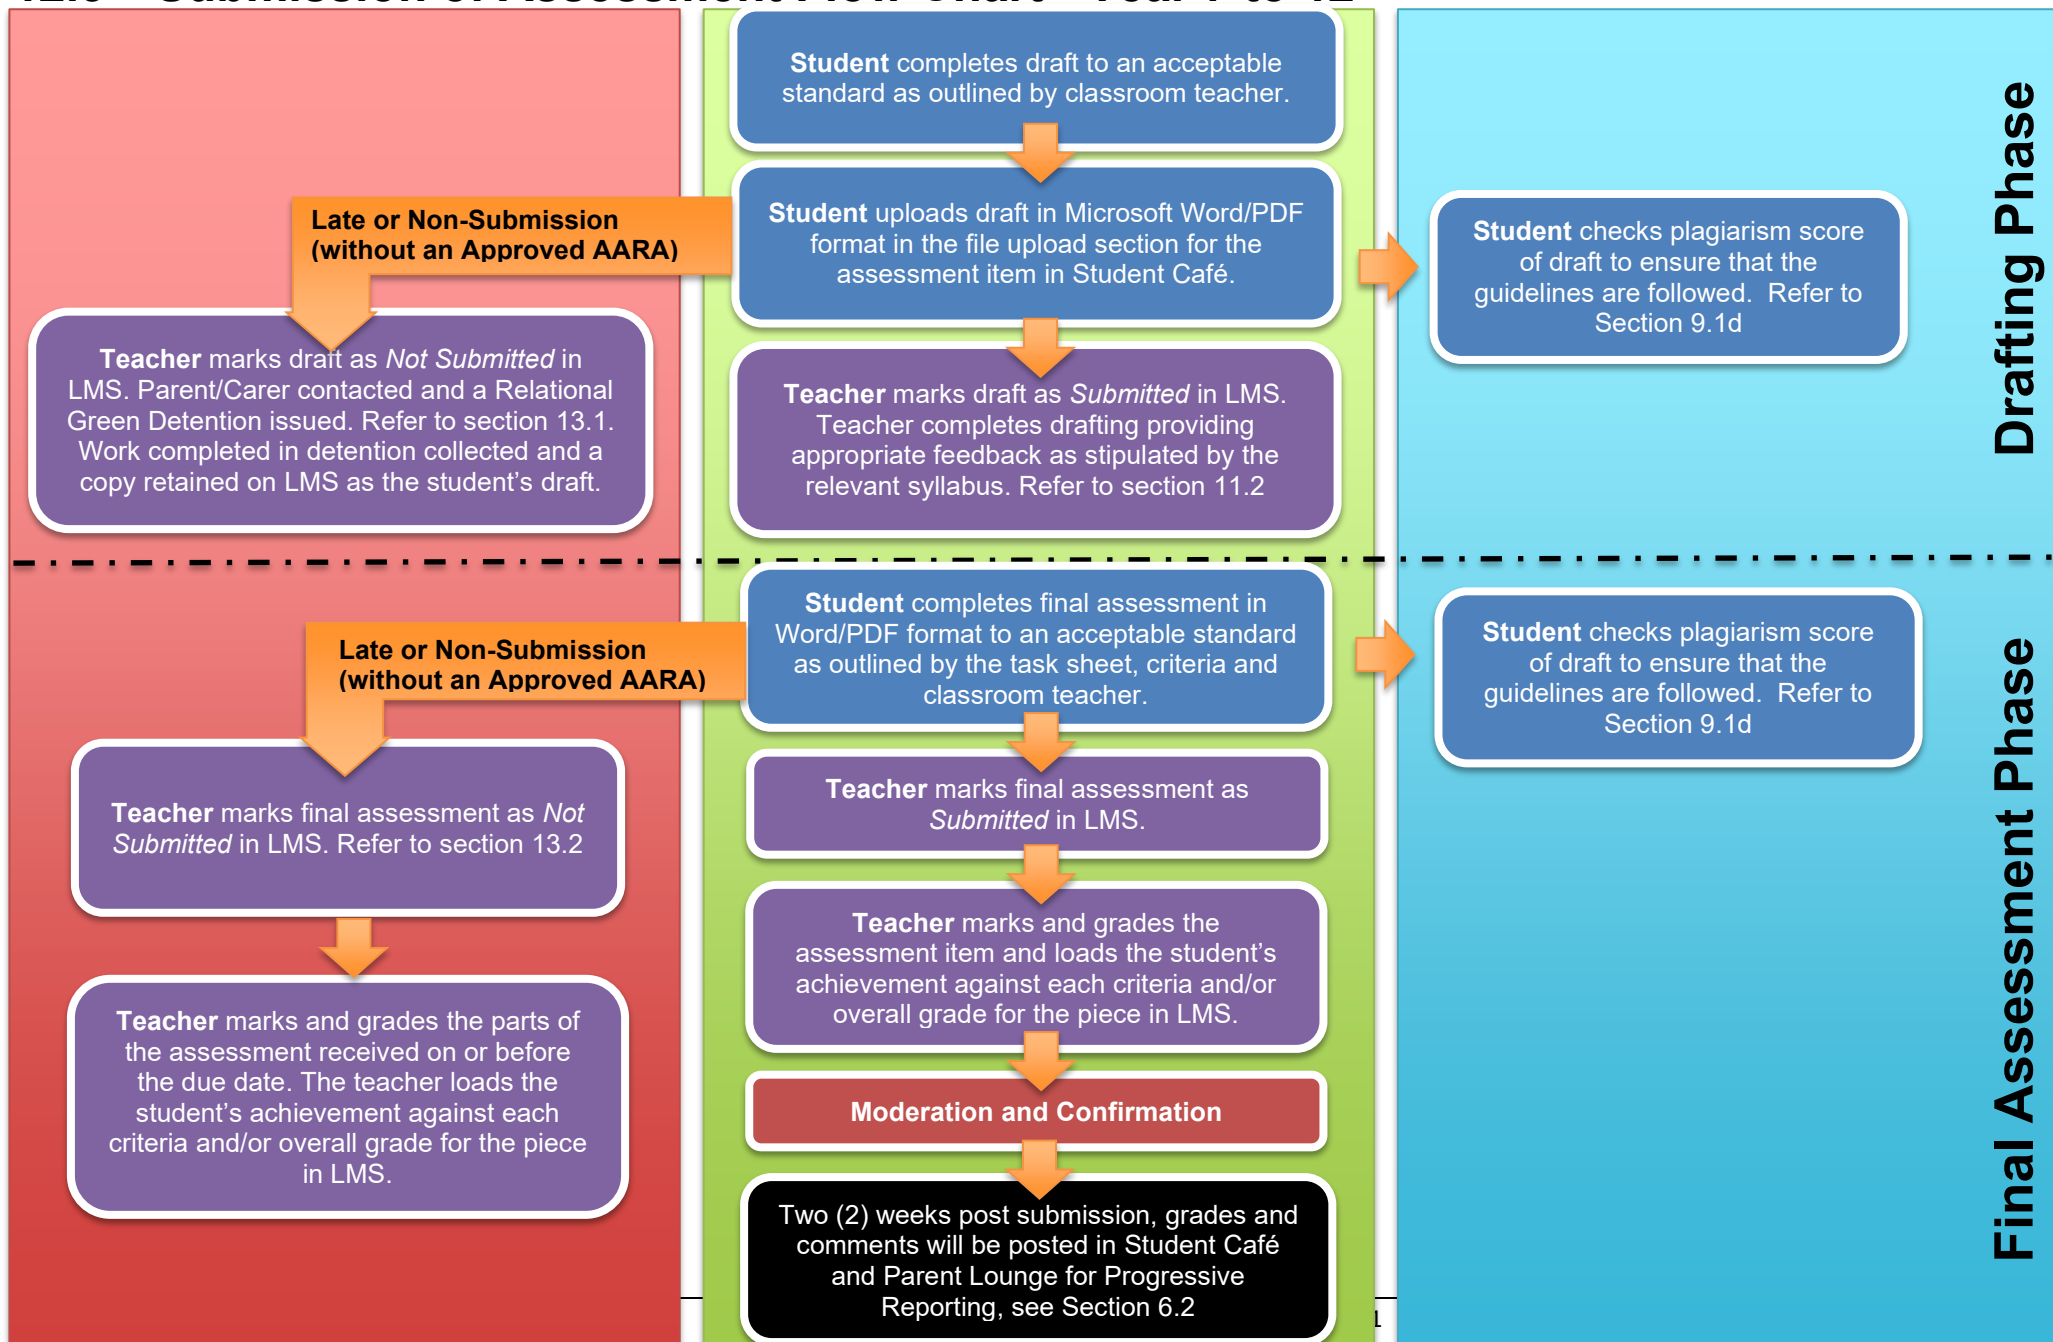 Student completes draft to an acceptable
standard as outlined by classroom teacher.
Late or Non-Submission
(without an Approved AARA)
Student uploads draft in Microsoft Word/PDF
format in the file upload section for the
assessment item in Student Café.
Student checks plagiarism score
of draft to ensure that the
guidelines are followed.  Refer to
Section 9.1d
Drafting Phase
Teacher marks draft as Not Submitted in
LMS. Parent/Carer contacted and a Relational
Green Detention issued. Refer to section 13.1.
Work completed in detention collected and a
copy retained on LMS as the student's draft.
Teacher marks draft as Submitted in LMS.
Teacher completes drafting providing
appropriate feedback as stipulated by the
relevant syllabus. Refer to section 11.2
Student completes final assessment in
Word/PDF format to an acceptable standard
as outlined by the task sheet, criteria and
classroom teacher.
Late or Non-Submission
(without an Approved AARA)
Student checks plagiarism score
of draft to ensure that the
guidelines are followed.  Refer to
Section 9.1d
Final Assessment Phase
Teacher marks final assessment as Not
Submitted in LMS. Refer to section 13.2
Teacher marks final assessment as
Submitted in LMS.
Teacher marks and grades the
assessment item and loads the student's
achievement against each criteria and/or
overall grade for the piece in LMS.
Teacher marks and grades the parts of
the assessment received on or before
the due date. The teacher loads the
student's achievement against each
criteria and/or overall grade for the piece
in LMS.
Moderation and Confirmation
Two (2) weeks post submission, grades and
comments will be posted in Student Café
and Parent Lounge for Progressive
Reporting, see Section 6.2